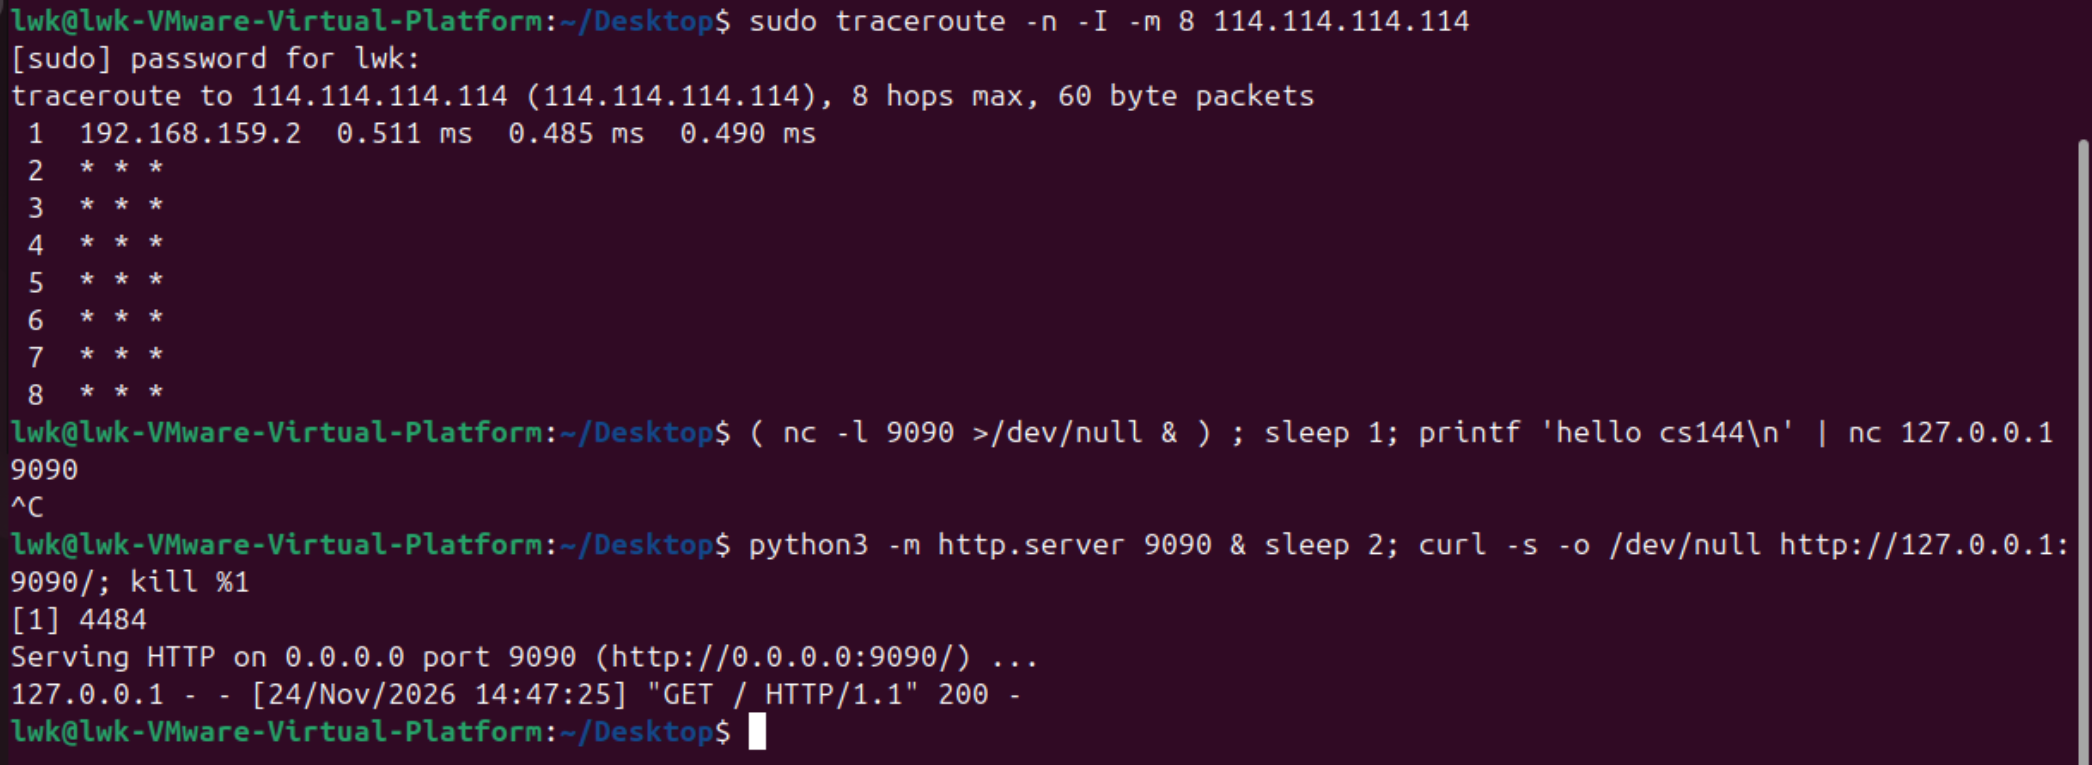 lwk@lwk-VMware-Virtual-Platform:~/Desktop$ sudo traceroute -n -I -m 8 114.114.114.114
[sudo] password for lwk:
traceroute to 114.114.114.114 (114.114.114.114), 8 hops max, 60 byte packets
 1  192.168.159.2  0.511 ms  0.485 ms  0.490 ms
 2  * * *
 3  * * *
 4  * * *
 5  * * *
 6  * * *
 7  * * *
 8  * * *
lwk@lwk-VMware-Virtual-Platform:~/Desktop$ ( nc -l 9090 >/dev/null & ) ; sleep 1; printf 'hello cs144\n' | nc 127.0.0.1
9090
^C
lwk@lwk-VMware-Virtual-Platform:~/Desktop$ python3 -m http.server 9090 & sleep 2; curl -s -o /dev/null http://127.0.0.1:
9090/; kill %1
[1] 4484
Serving HTTP on 0.0.0.0 port 9090 (http://0.0.0.0:9090/) ...
127.0.0.1 - - [24/Nov/2026 14:47:25] "GET / HTTP/1.1" 200 -
lwk@lwk-VMware-Virtual-Platform:~/Desktop$